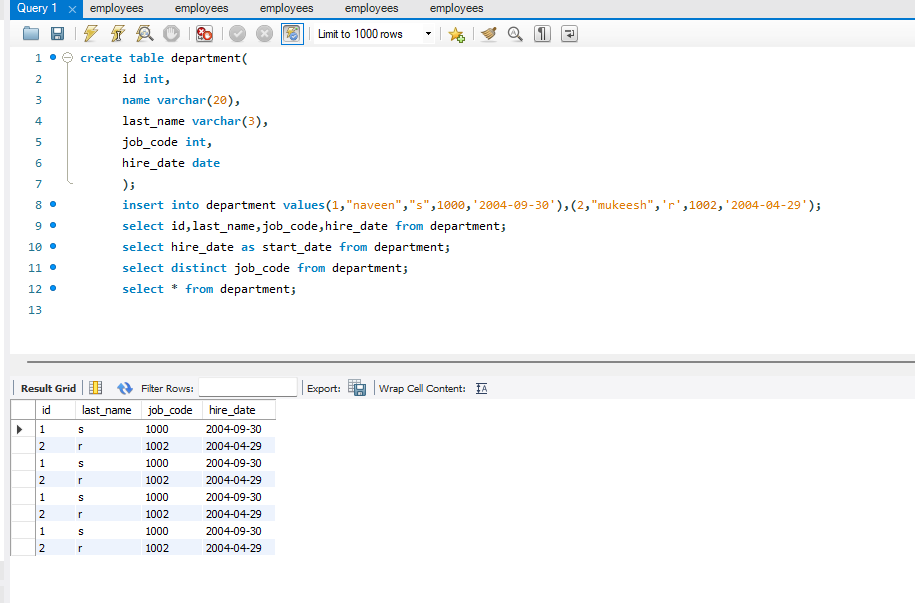 Query 1 employees employees employees employees employees
Limit to 1000 rows
1 create table department(
2 id int,
3 name varchar(20),
4 last_name varchar(3),
5 job_code int,
6 hire_date date
7 );
8 insert into department values(1,"naveen","s",1000,'2004-09-30'),(2,"mukeesh",'r',1002,'2004-04-29');
9 select id,last_name,job_code,hire_date from department;
10 select hire_date as start_date from department;
11 select distinct job_code from department;
12 select * from department;
13
Result Grid Filter Rows: Export: Wrap Cell Content: IA
id last_name job_code hire_date
1 s 1000 2004-09-30
2 r 1002 2004-04-29
1 s 1000 2004-09-30
2 r 1002 2004-04-29
1 s 1000 2004-09-30
2 r 1002 2004-04-29
1 s 1000 2004-09-30
2 r 1002 2004-04-29